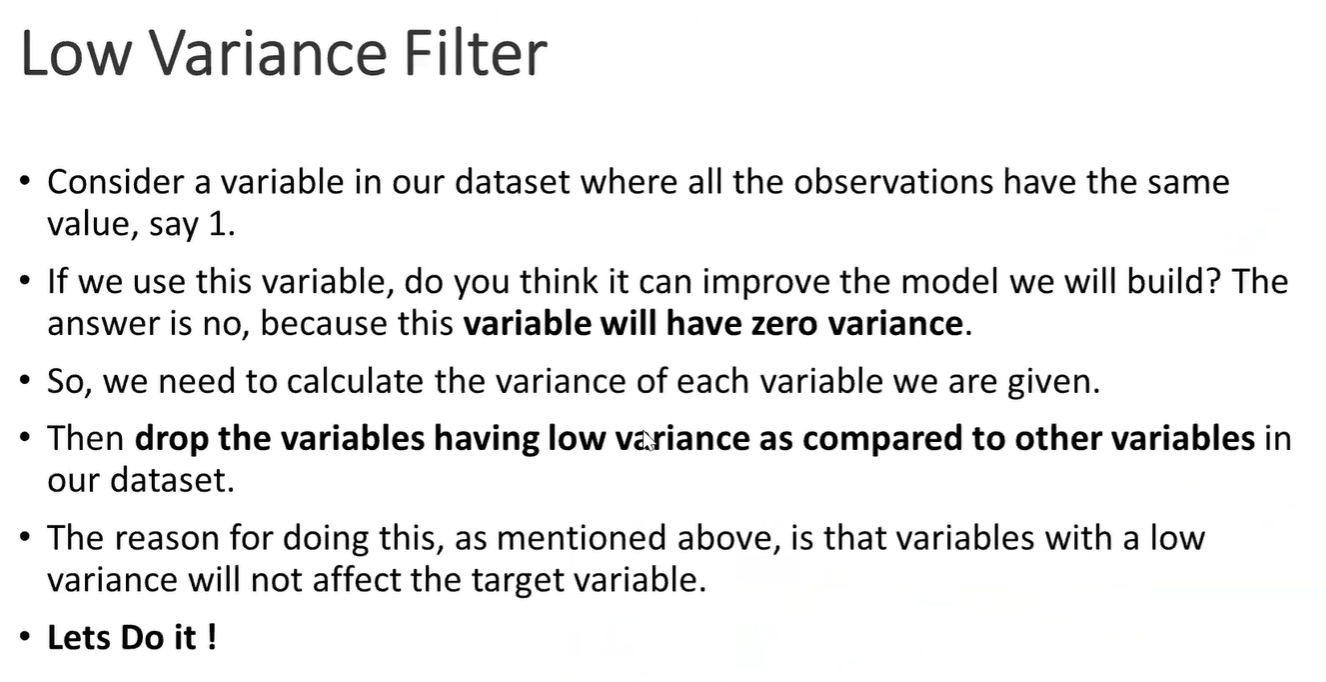 Low Variance Filter
• Consider a variable in our dataset where all the observations have the same
value, say 1.
• If we use this variable, do you think it can improve the model we will build? The
answer is no, because this variable will have zero variance.
• So, we need to calculate the variance of each variable we are given.
• Then drop the variables having low variance as compared to other variables in
our dataset.
• The reason for doing this, as mentioned above, is that variables with a low
variance will not affect the target variable.
• Lets Do it !